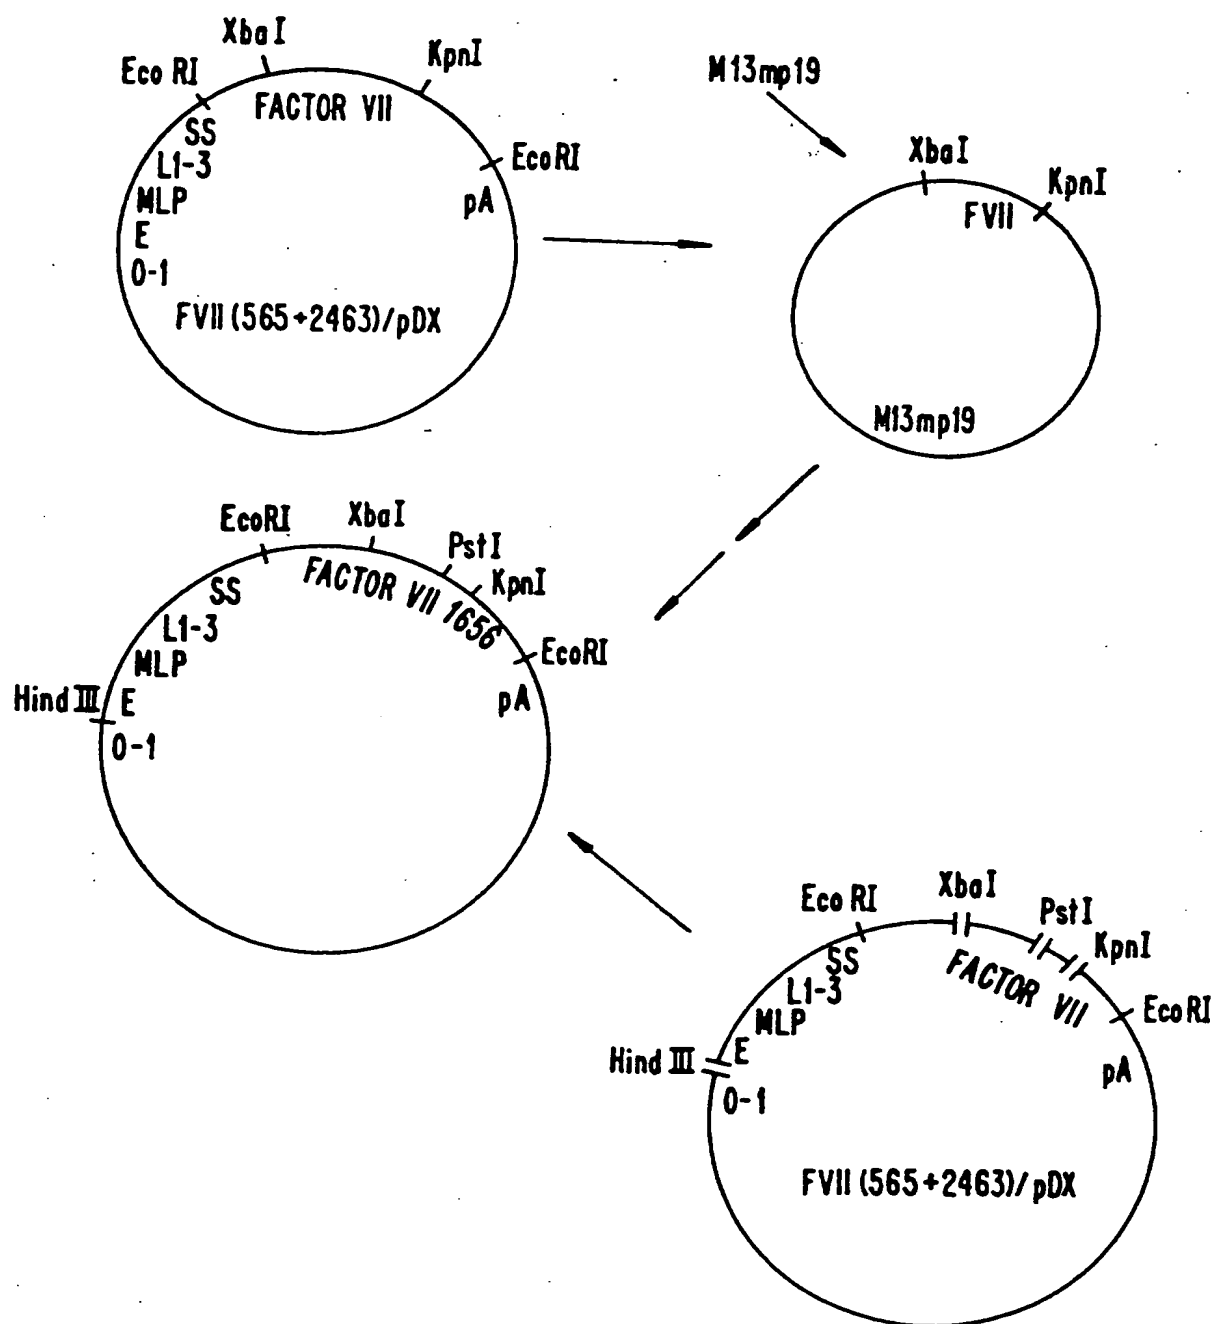 XbaI
KpnI
Eco RI
FACTOR VII
SS
EcoRI
L1-3
MLP
pA
E
0-1
FVII (565+2463)/pDX
M13mp19
XbaI
KpnI
FVII
M13mp19
EcoRI
XbaI
PstI
KpnI
SS
FACTOR VII 1656
L1-3
EcoRI
MLP
Hind III
E
pA
0-1
Eco RI
XbaI
PstI
KpnI
SS
FACTOR VII
L1-3
EcoRI
MLP
Hind III
E
pA
0-1
FVII (565+2463)/pDX